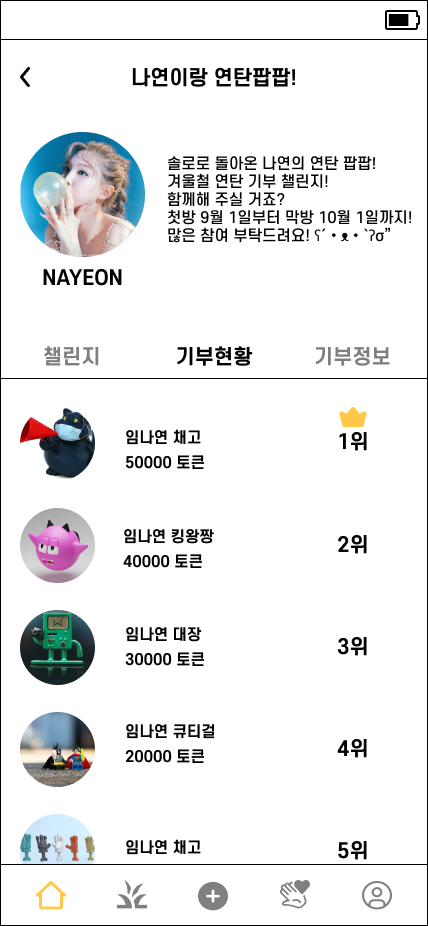 나연이랑 연탄팝팝!
솔로로 돌아온 나연의 연탄 팝팝!
겨울철 연탄 기부 챌린지!
함께해 주실 거죠?
첫방 9월 1일부터 막방 10월 1일까지!
많은 참여 부탁드려요! ʕ´•ᴥ•`ʔσ”
NAYEON
챌린지 기부현황 기부정보
임나연 채고
50000 토큰
1위
임나연 킹왕짱
40000 토큰
2위
임나연 대장
30000 토큰
3위
임나연 큐티걸
20000 토큰
4위
임나연 채고
5위